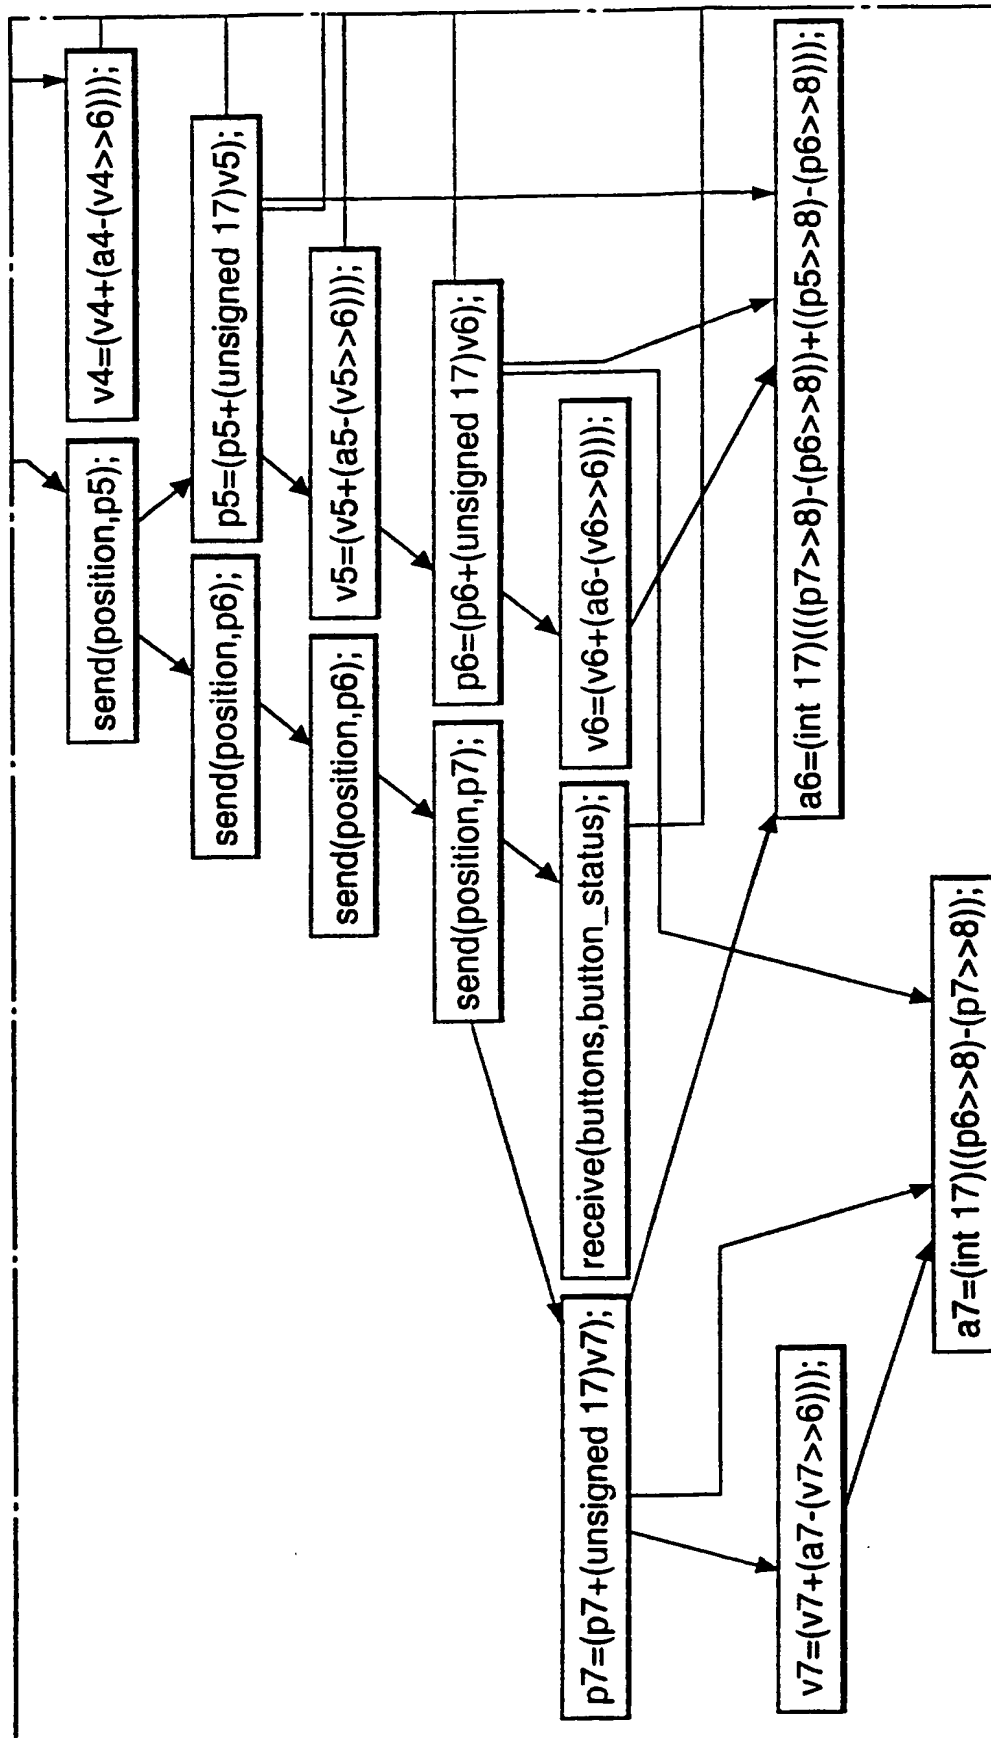 v4=(v4+(a4-(v4>>6)));
send(position,p5);
p5=(p5+(unsigned 17)v5);
send(position,p6);
v5=(v5+(a5-(v5>>6)));
send(position,p6);
p6=(p6+(unsigned 17)v6);
send(position,p7);
v6=(v6+(a6-(v6>>6)));
receive(buttons,button_status);
p7=(p7+(unsigned 17)v7);
a6=(int 17)(((p7>>8)-(p6>>8))+((p5>>8)-(p6>>8)));
v7=(v7+(a7-(v7>>6)));
a7=(int 17)((p6>>8)-(p7>>8));